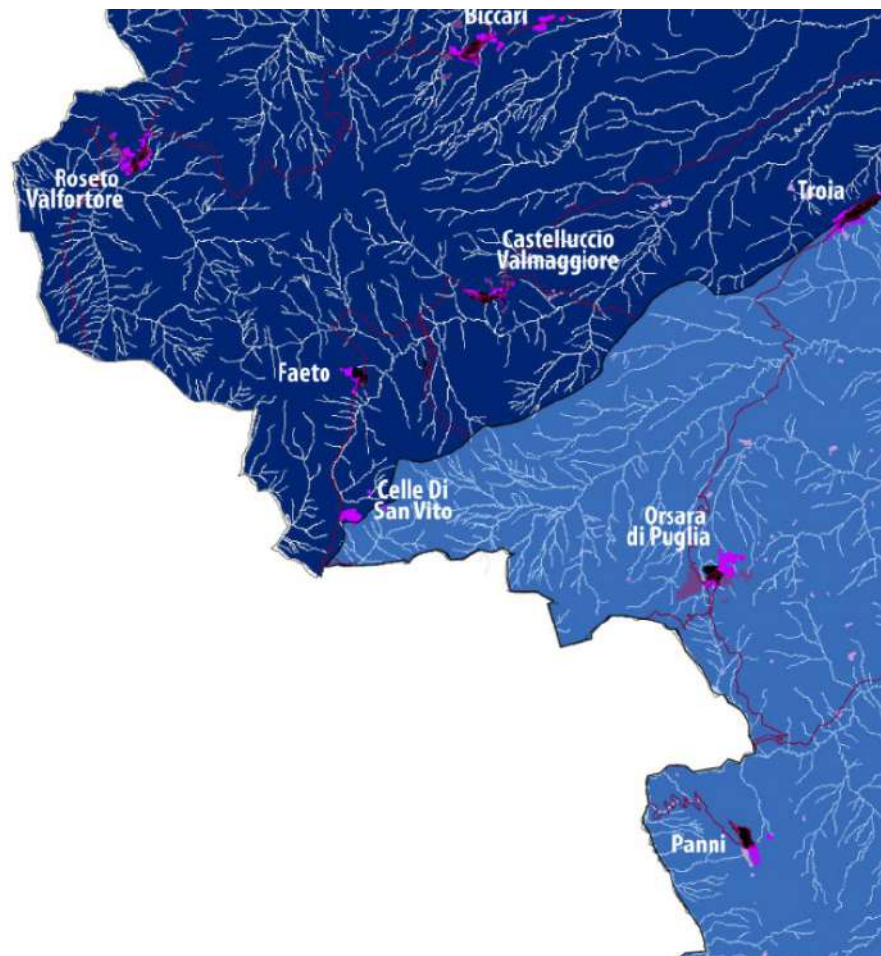 Biccari
Roseto
Valfortore
Troia
Castelluccio
Valmaggiore
Faeto
Celle Di
San Vito
Orsara
di Puglia
Panni